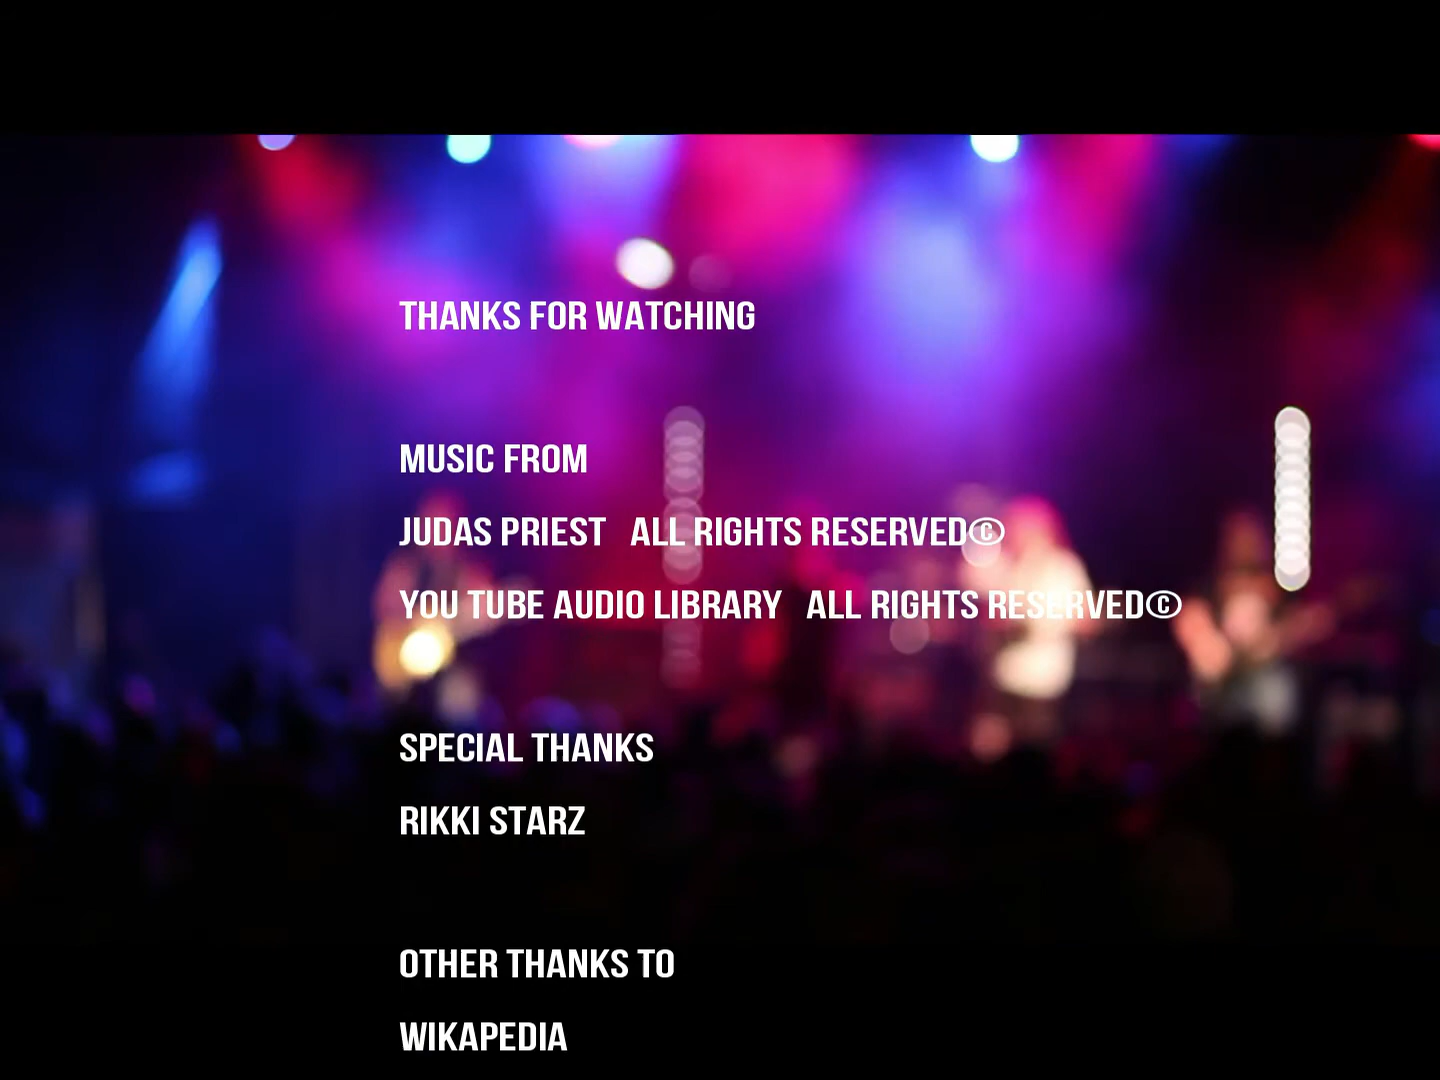 THANKS FOR WATCHING
MUSIC FROM
JUDAS PRIEST ALL RIGHTS RESERVED©
YOU TUBE AUDIO LIBRARY ALL RIGHTS RESERVED©
SPECIAL THANKS
RIKKI STARZ
OTHER THANKS TO
WIKAPEDIA